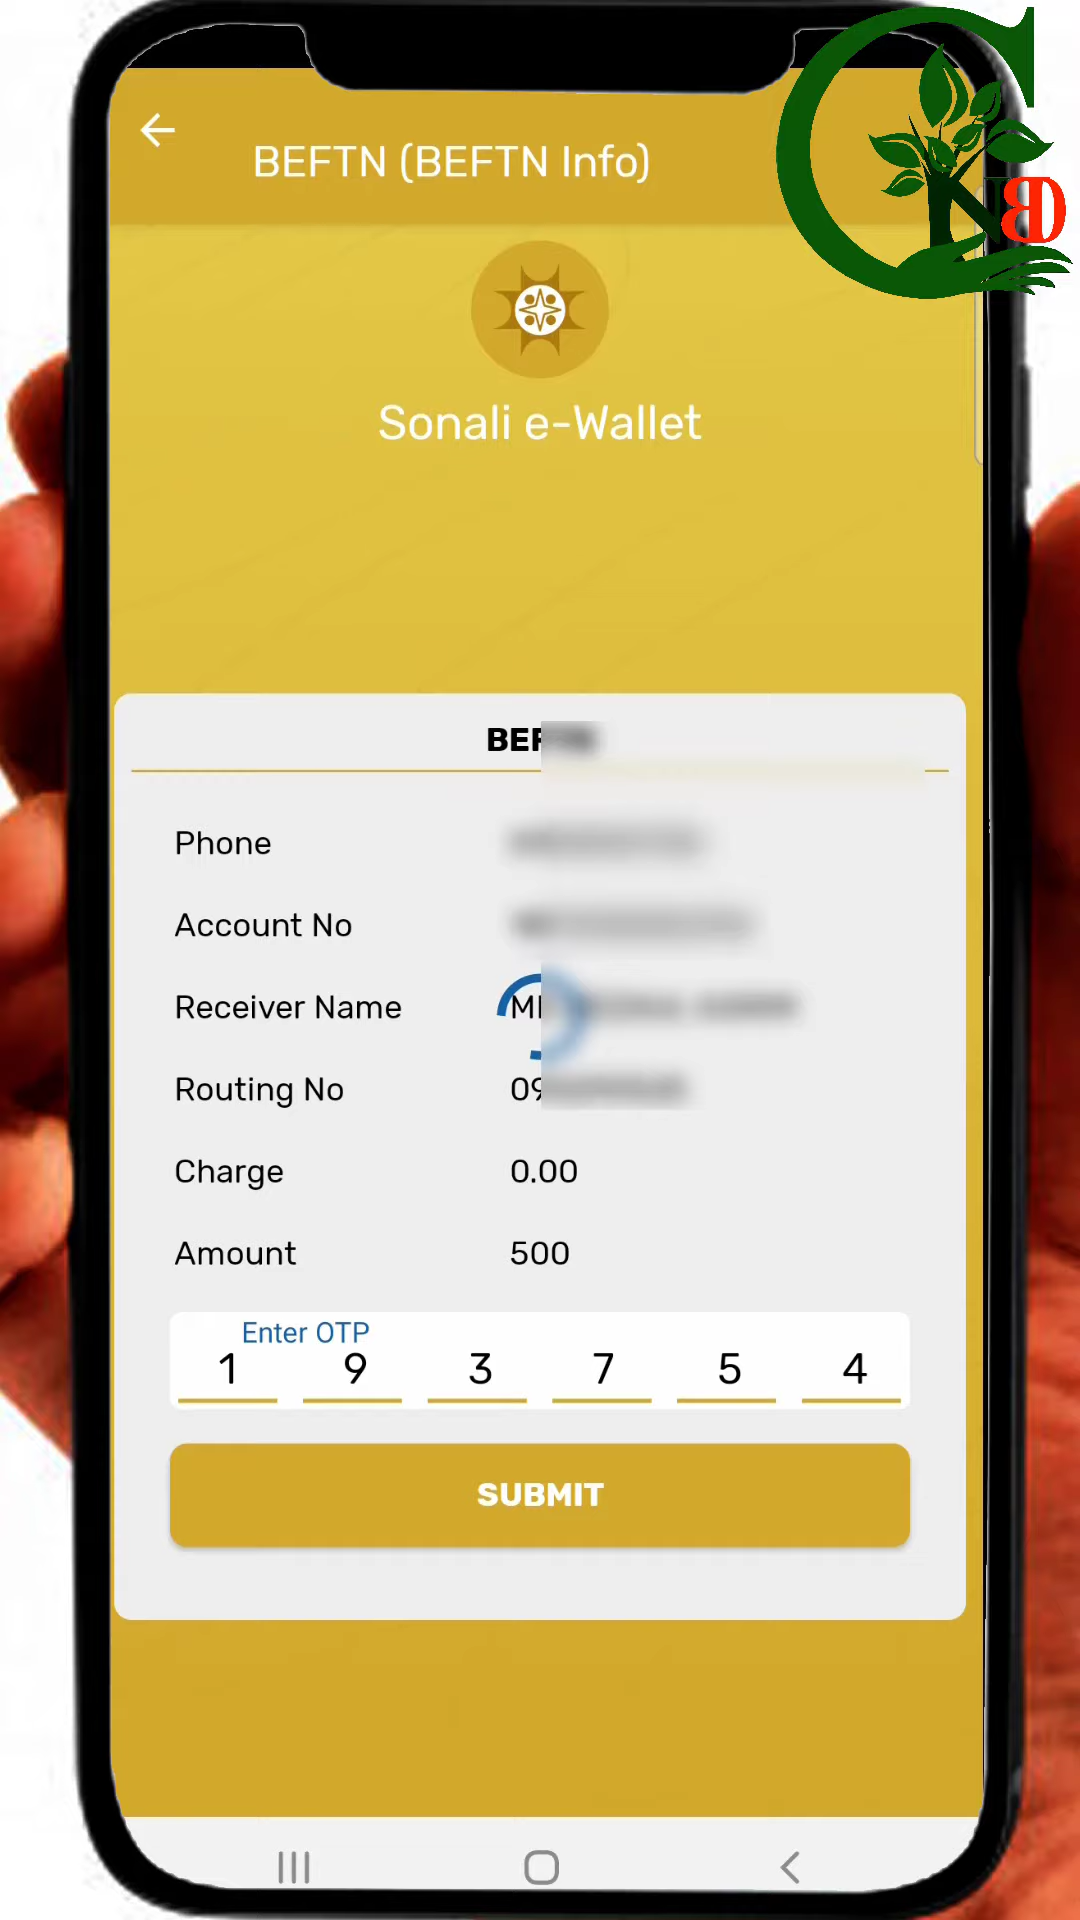 BEFTN (BEFTN Info)
NBD
Sonali e-Wallet
Phone
Account No
Receiver Name
Routing No
Charge 0.00
Amount 500
Enter OTP
1 9 3 7 5 4
SUBMIT